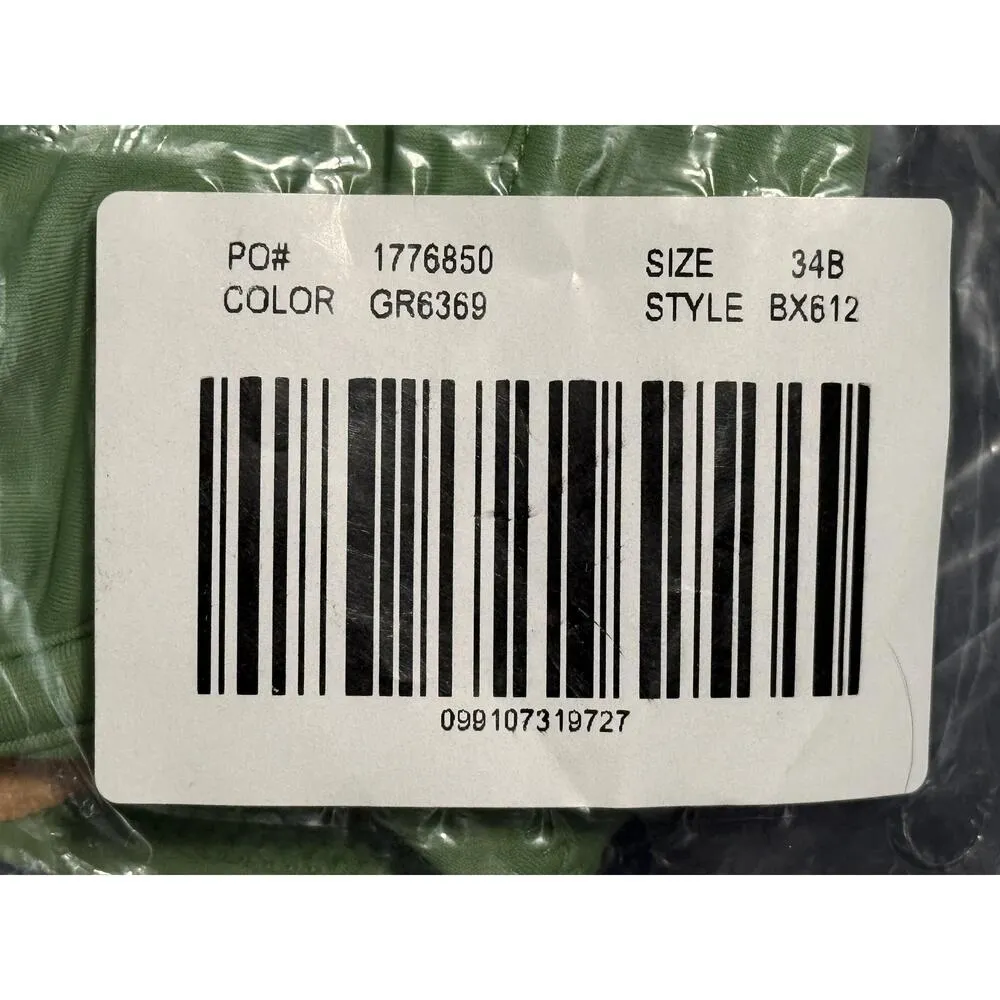 PO# 1776850 SIZE 34B
COLOR GR6369 STYLE BX612
099107319727